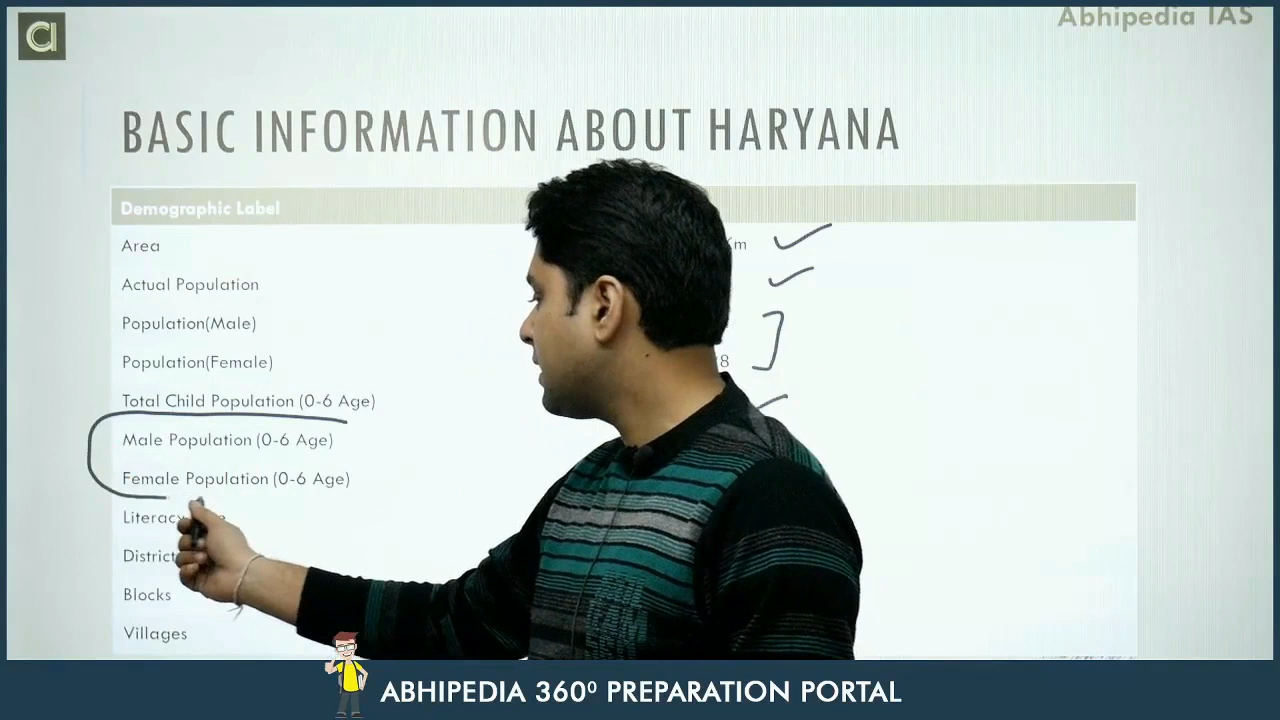 Abhipedia IAS
BASIC INFORMATION ABOUT HARYANA
Demographic Label
Area
Km
Actual Population
Population(Male)
Population(Female)
Total Child Population (0-6 Age)
Male Population (0-6 Age)
Female Population (0-6 Age)
Literacy
District
Blocks
Villages
ABHIPEDIA 360⁰ PREPARATION PORTAL